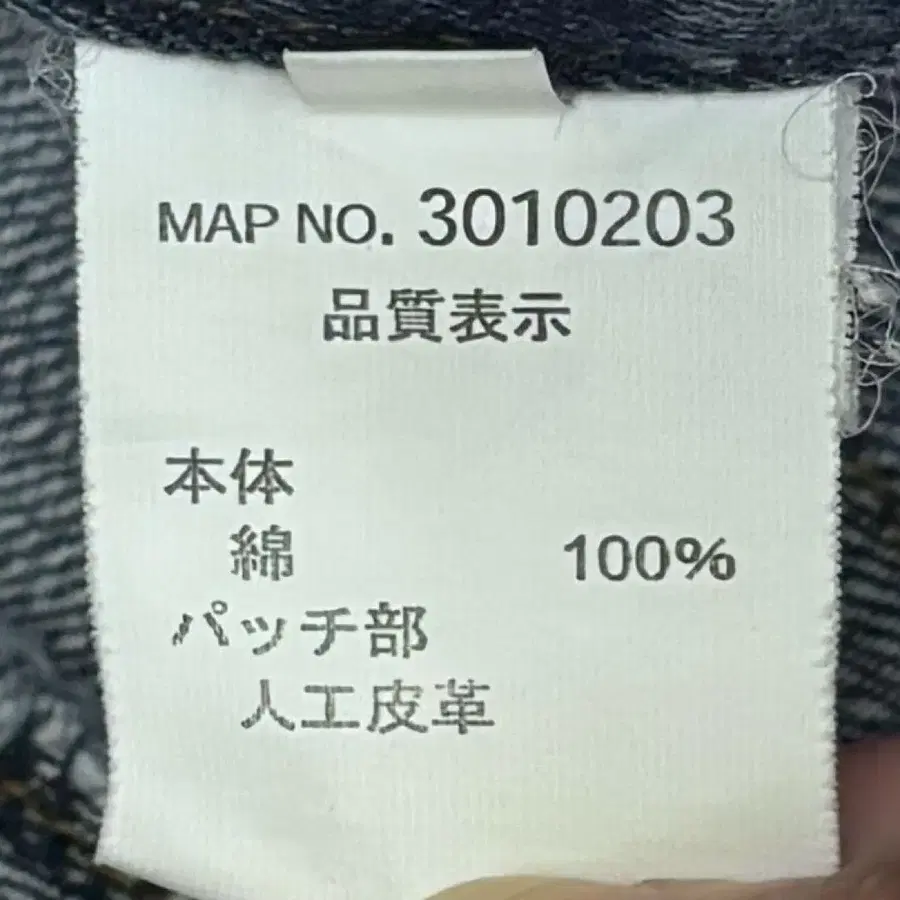 MAP NO. 3010203
品質表示
本体
綿 100%
パッチ部
人工皮革